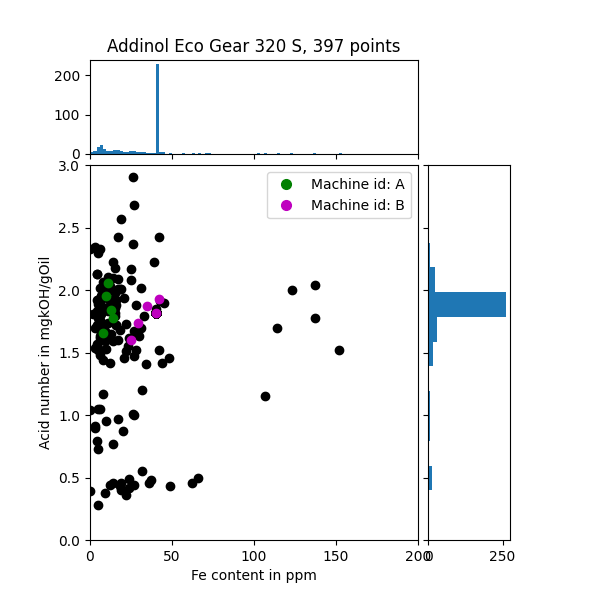 Addinol Eco Gear 320 S, 397 points
200
100
0
3.0
2.5
2.0
1.5
1.0
0.5
0.0
Acid number in mgkOH/gOil
Machine id: A
Machine id: B
0 50 100 150 200
0 250
Fe content in ppm